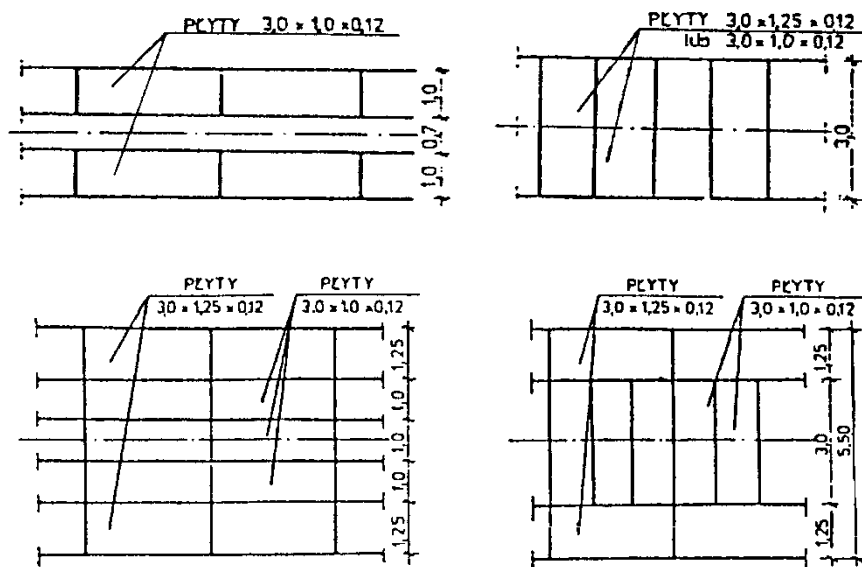 PŁYTY 3,0 × 1,0 × 0,12
1,0
0,7
1,0
PŁYTY 3,0 × 1,25 × 0,12
lub 3,0 × 1,0 × 0,12
3,0
PŁYTY
3,0 × 1,25 × 0,12
PŁYTY
3,0 × 1,0 × 0,12
1,25
1,0
1,0
1,0
1,25
PŁYTY
3,0 × 1,25 × 0,12
PŁYTY
3,0 × 1,0 × 0,12
1,25
3,0
5,50
1,25